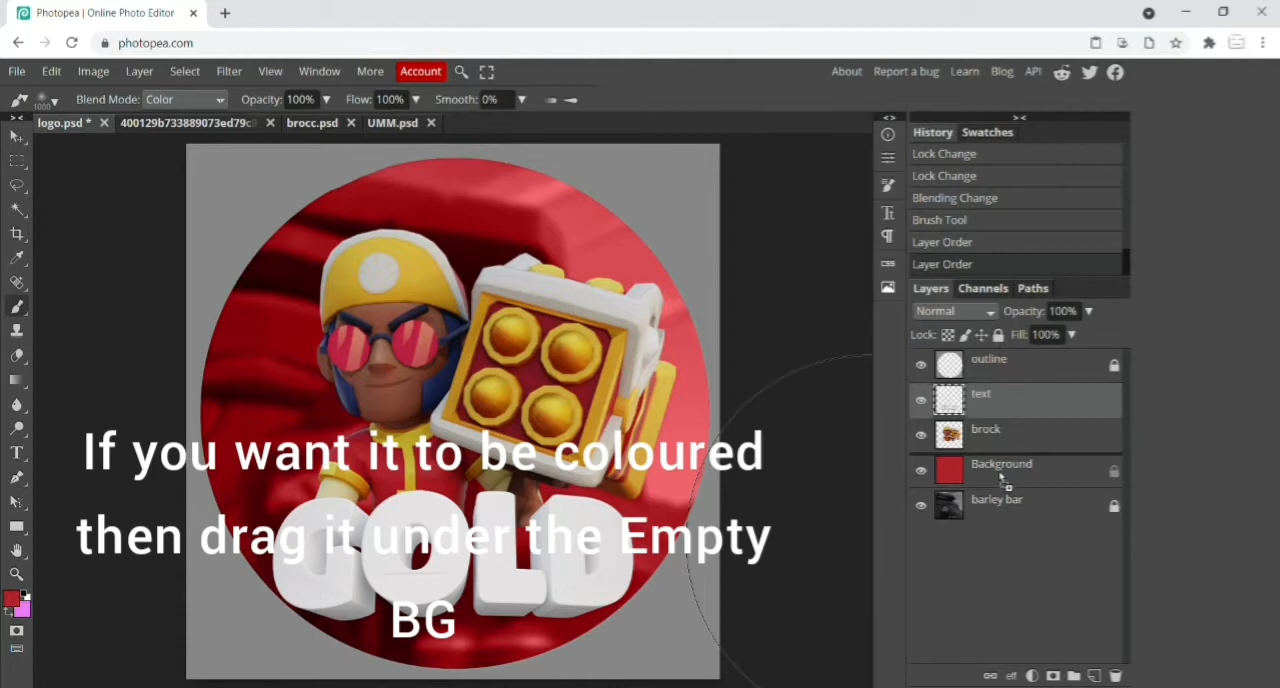 Photopea | Online Photo Editor
photopea.com
File Edit Image Layer Select Filter View Window More Account
About Report a bug Learn Blog API
1000 Blend Mode: Color Opacity: 100% Flow: 100% Smooth: 0%
logo.psd * 400129b733889073ed79c brocc.psd UMM.psd
History Swatches
Lock Change
Lock Change
Blending Change
Brush Tool
Layer Order
Layer Order
Layers Channels Paths
Normal Opacity: 100%
Lock: Fill: 100%
outline
text
brock
Background
barley bar
CSS
eff
GOLD
If you want it to be coloured
then drag it under the Empty
BG